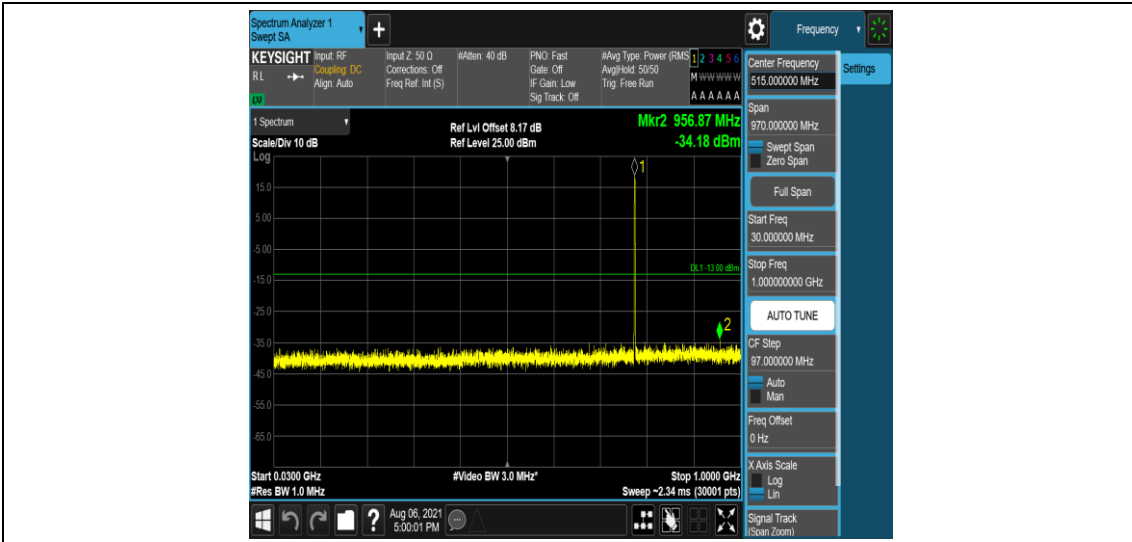 Spectrum Analyzer 1
Swept SA
Frequency
KEYSIGHT
RL
LXI
Input: RF
Coupling: DC
Align: Auto
Input Z: 50 Ω
Corrections: Off
Freq Ref: Int (S)
#Atten: 40 dB
PNO: Fast
Gate: Off
IF Gain: Low
Sig Track: Off
#Avg Type: Power (RMS
Avg|Hold: 50/50
Trig: Free Run
1 2 3 4 5 6
M W W W W W
A A A A A A
1 Spectrum
Scale/Div 10 dB
Log
Ref Lvl Offset 8.17 dB
Ref Level 25.00 dBm
Mkr2 956.87 MHz
-34.18 dBm
1
15.0
5.00
-5.00
DL1 -13.00 dBm
-15.0
-25.0
2
-35.0
-45.0
-55.0
-65.0
Start 0.0300 GHz
#Res BW 1.0 MHz
#Video BW 3.0 MHz*
Stop 1.0000 GHz
Sweep ~2.34 ms (30001 pts)
Aug 06, 2021
5:00:01 PM
Center Frequency
515.000000 MHz
Settings
Span
970.000000 MHz
Swept Span
Zero Span
Full Span
Start Freq
30.000000 MHz
Stop Freq
1.000000000 GHz
AUTO TUNE
CF Step
97.000000 MHz
Auto
Man
Freq Offset
0 Hz
X Axis Scale
Log
Lin
Signal Track
(Span Zoom)